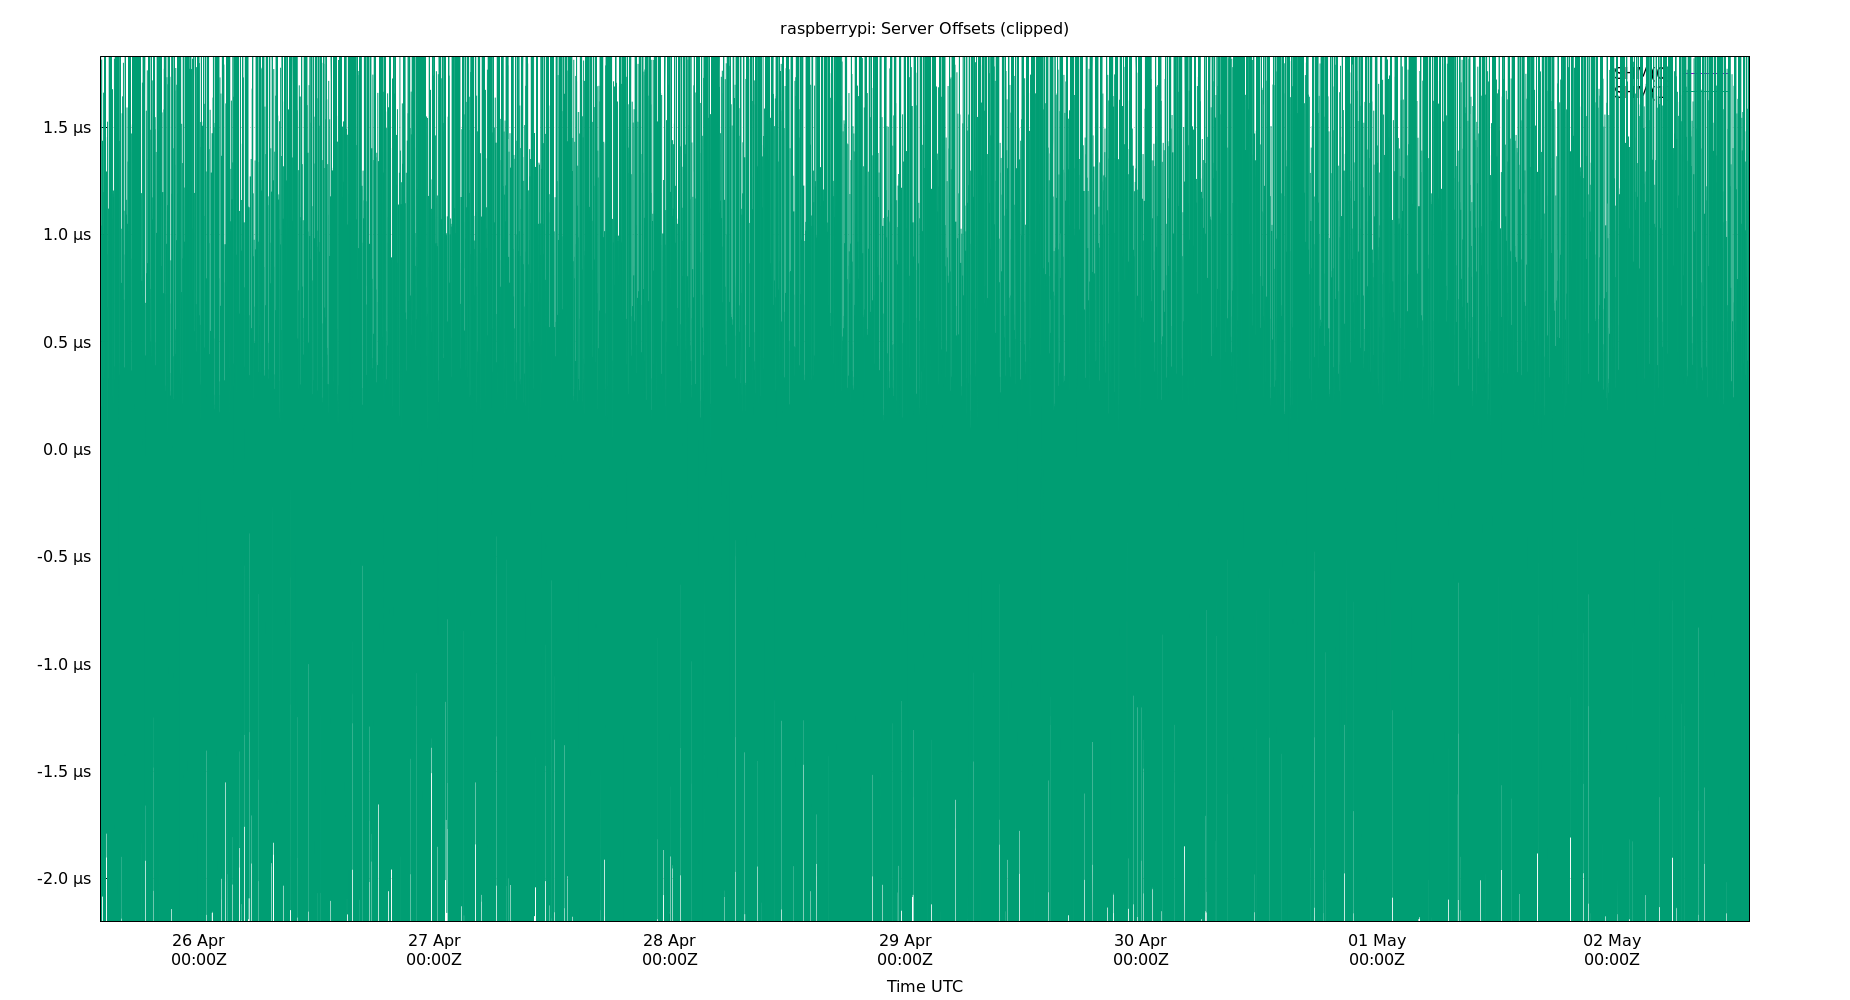 raspberrypi: Server Offsets (clipped)
1.5 µs
1.0 µs
0.5 µs
0.0 µs
-0.5 µs
-1.0 µs
-1.5 µs
-2.0 µs
26 Apr 27 Apr 28 Apr 29 Apr 30 Apr 01 May 02 May
00:00Z 00:00Z 00:00Z 00:00Z 00:00Z 00:00Z 00:00Z
Time UTC